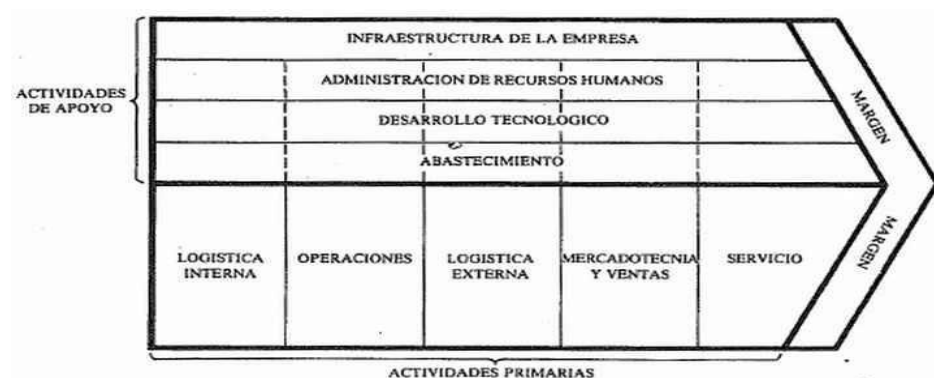 INFRAESTRUCTURA DE LA EMPRESA
ADMINISTRACION DE RECURSOS HUMANOS
ACTIVIDADES
DE APOYO
DESARROLLO TECNOLOGICO
ABASTECIMIENTO
MARGEN
LOGISTICA
INTERNA
OPERACIONES
LOGISTICA
EXTERNA
MERCADOTECNIA
Y VENTAS
SERVICIO
MARGEN
ACTIVIDADES PRIMARIAS